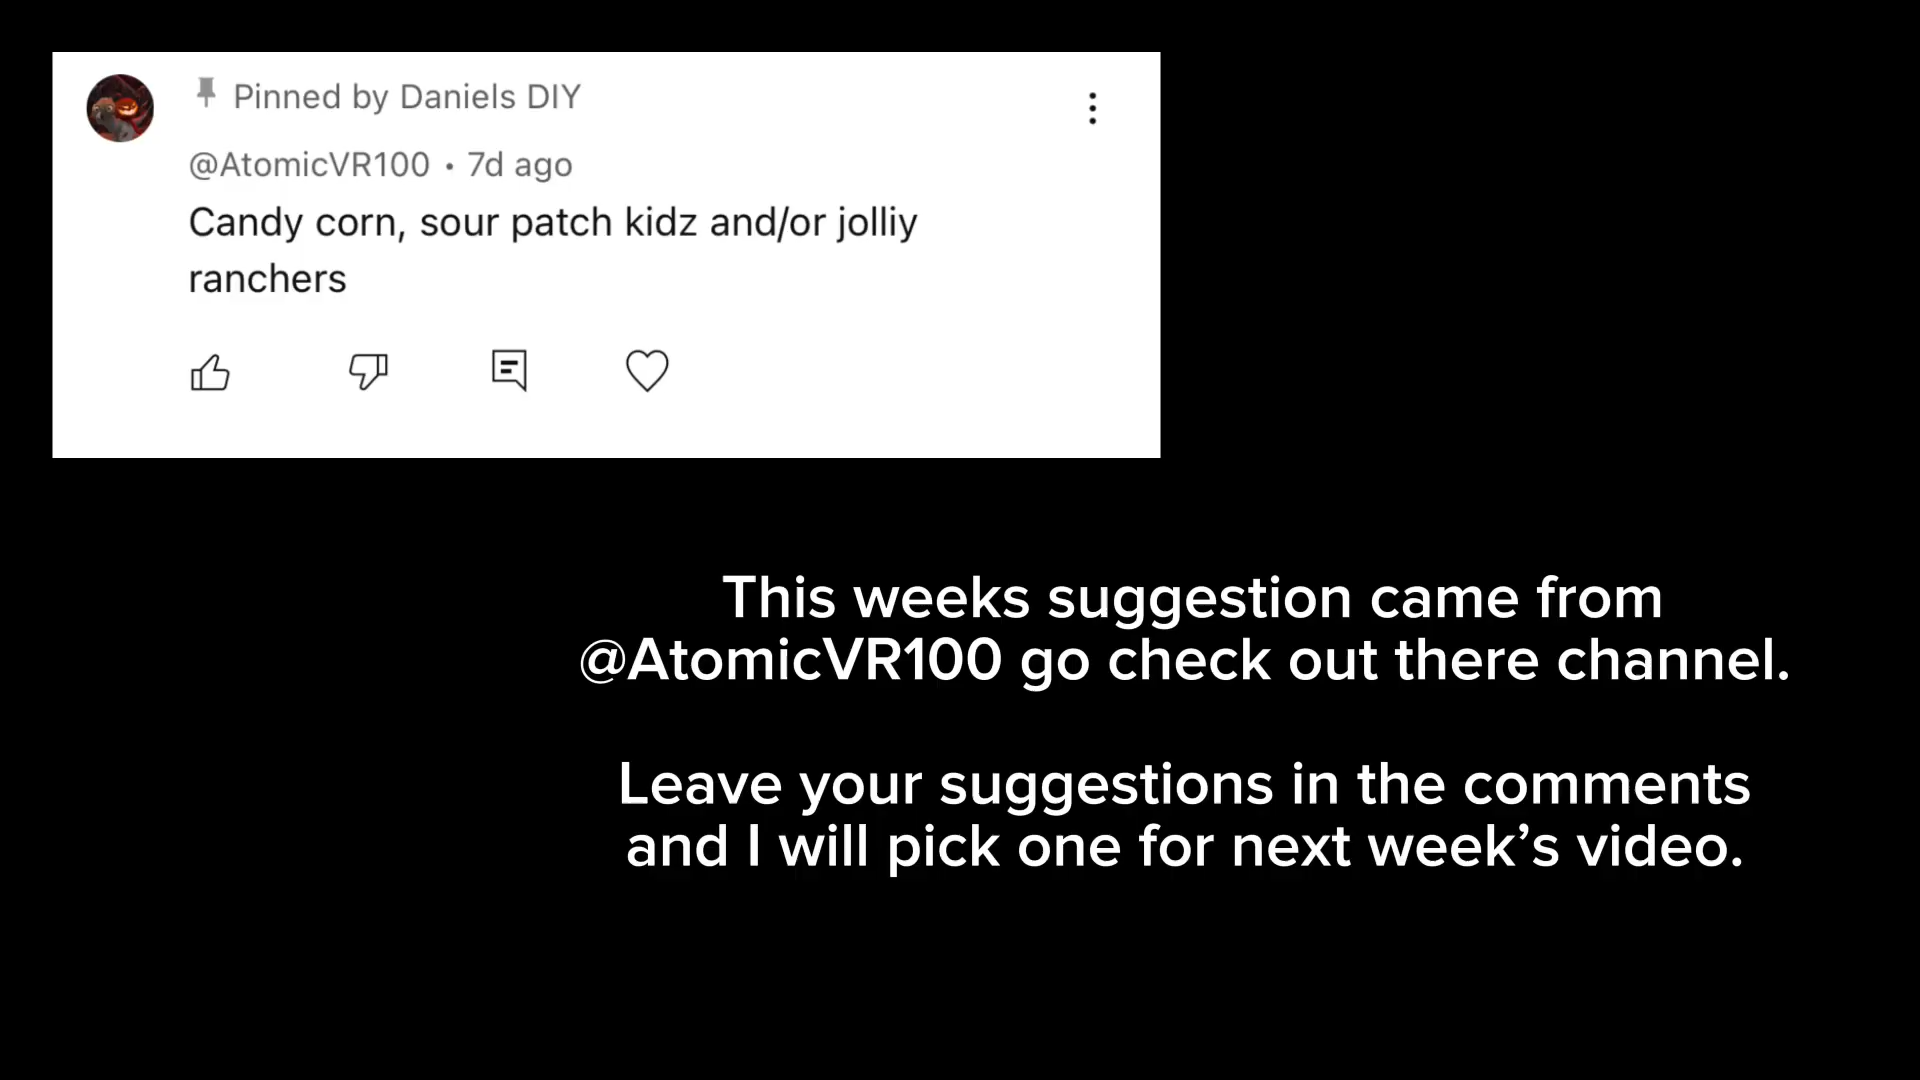 Pinned by Daniels DIY
@AtomicVR100 • 7d ago
Candy corn, sour patch kidz and/or jolliy
ranchers
This weeks suggestion came from
@AtomicVR100 go check out there channel.
Leave your suggestions in the comments
and I will pick one for next week’s video.